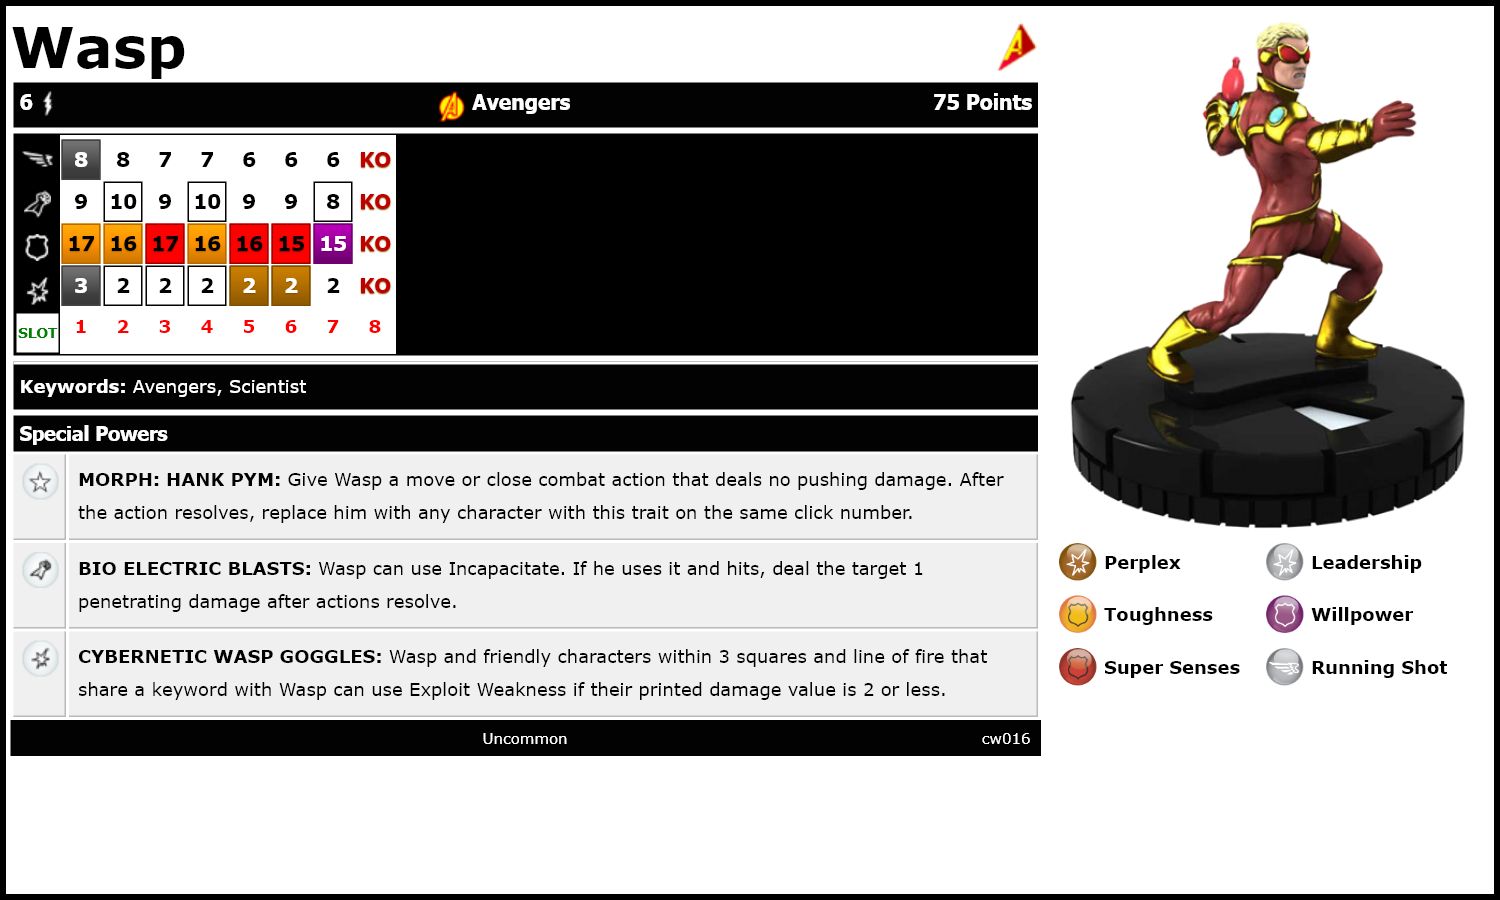 Wasp
6 Avengers 75 Points
8 8 7 7 6 6 6 KO
9 10 9 10 9 9 8 KO
17 16 17 16 16 15 15 KO
3 2 2 2 2 2 2 KO
SLOT 1 2 3 4 5 6 7 8
Keywords: Avengers, Scientist
Special Powers
MORPH: HANK PYM: Give Wasp a move or close combat action that deals no pushing damage. After
the action resolves, replace him with any character with this trait on the same click number.
BIO ELECTRIC BLASTS: Wasp can use Incapacitate. If he uses it and hits, deal the target 1
penetrating damage after actions resolve.
CYBERNETIC WASP GOGGLES: Wasp and friendly characters within 3 squares and line of fire that
share a keyword with Wasp can use Exploit Weakness if their printed damage value is 2 or less.
Uncommon cw016
Perplex Leadership
Toughness Willpower
Super Senses Running Shot